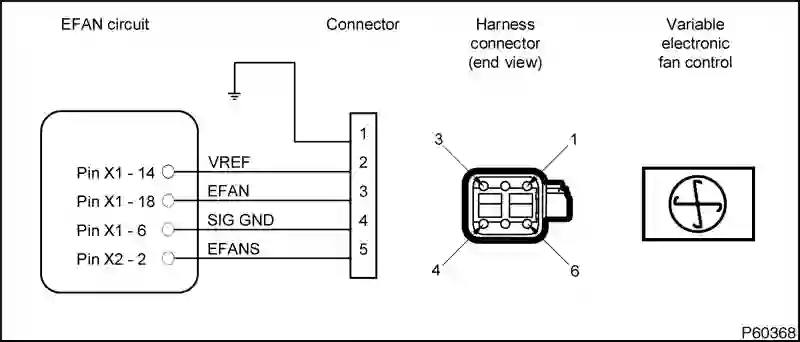 EFAN circuit
Connector
Harness
connector
(end view)
Variable
electronic
fan control
1
Pin X1 - 14
VREF
2
Pin X1 - 18
EFAN
3
Pin X1 - 6
SIG GND
4
Pin X2 - 2
EFANS
5
3
1
4
6
P60368